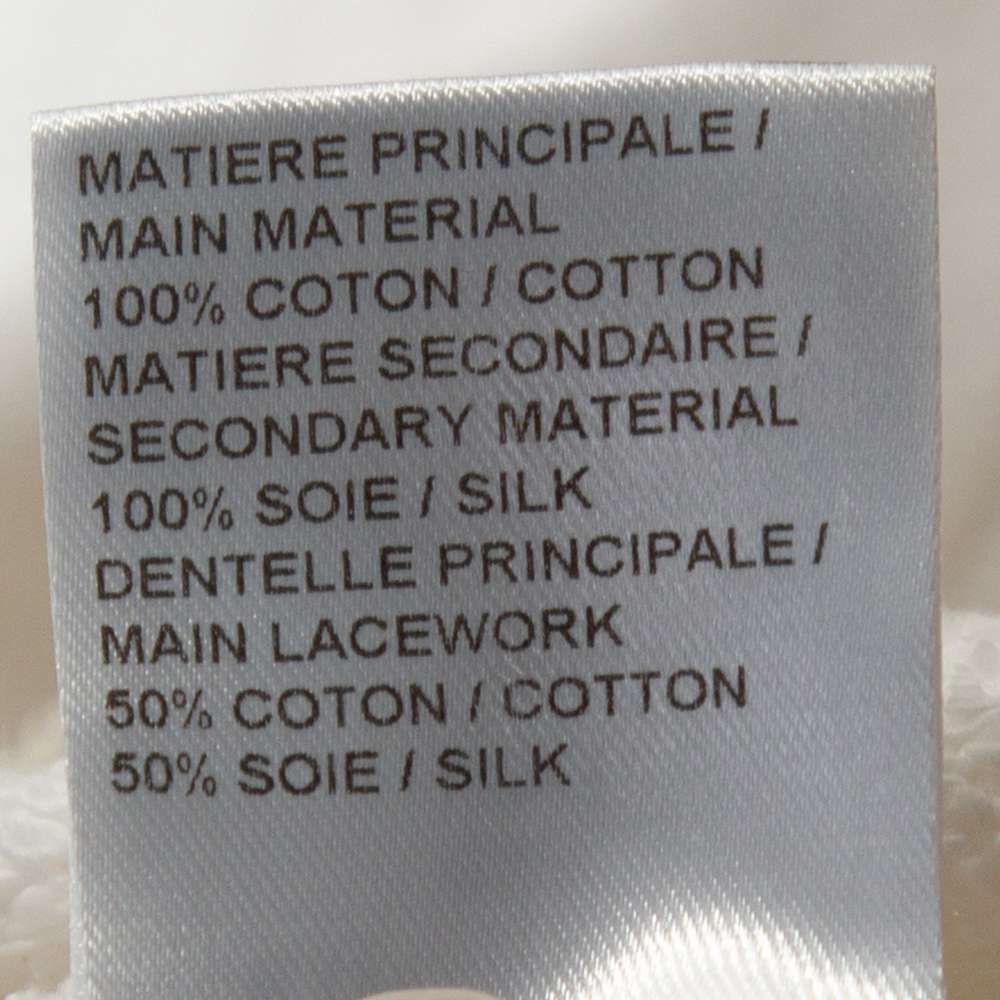 MATIERE PRINCIPALE /
MAIN MATERIAL
100% COTON / COTTON
MATIERE SECONDAIRE /
SECONDARY MATERIAL
100% SOIE / SILK
DENTELLE PRINCIPALE /
MAIN LACEWORK
50% COTON / COTTON
50% SOIE / SILK